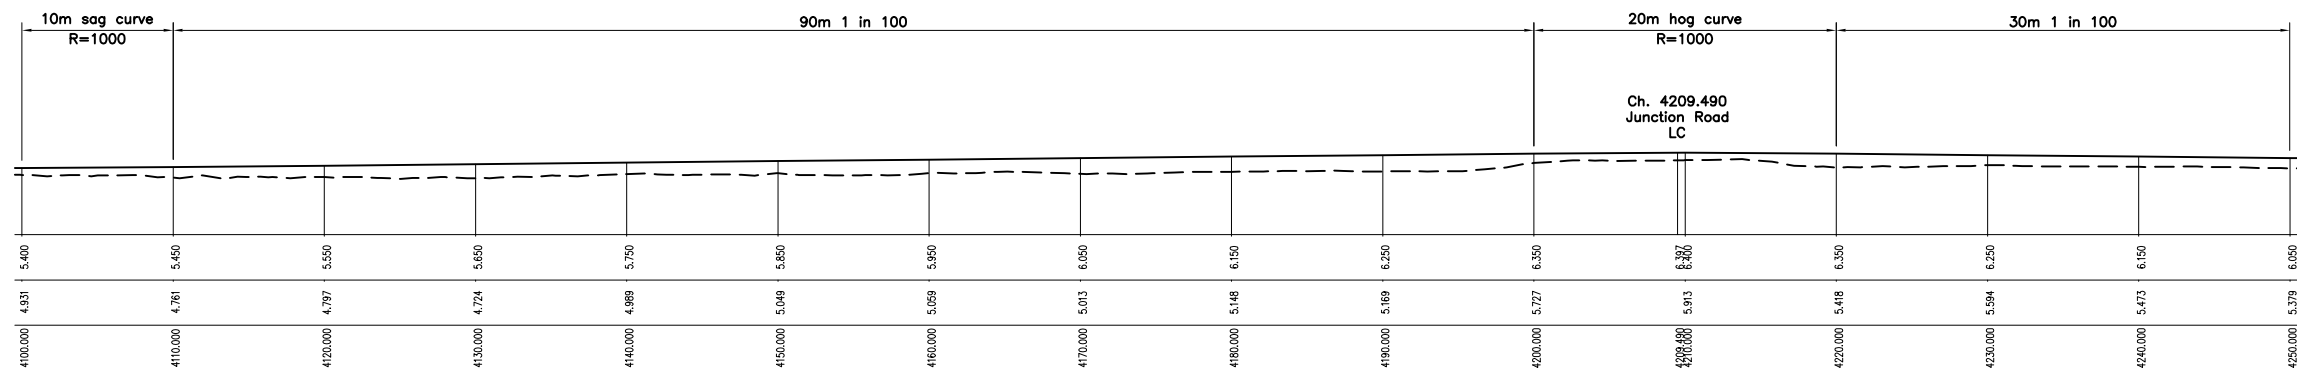 10m sag curve
R=1000
90m 1 in 100
20m hog curve
R=1000
30m 1 in 100
Ch. 4209.490
Junction Road
LC
5.400 5.450 5.550 5.650 5.750 5.850 5.950 6.050 6.150 6.250 6.350 6.397 6.400 6.350 6.250 6.150 6.050
4.931 4.761 4.797 4.724 4.989 5.049 5.059 5.013 5.148 5.169 5.727 5.913 5.418 5.594 5.473 5.379
4100.000 4110.000 4120.000 4130.000 4140.000 4150.000 4160.000 4170.000 4180.000 4190.000 4200.000 4209.490 4210.000 4220.000 4230.000 4240.000 4250.000